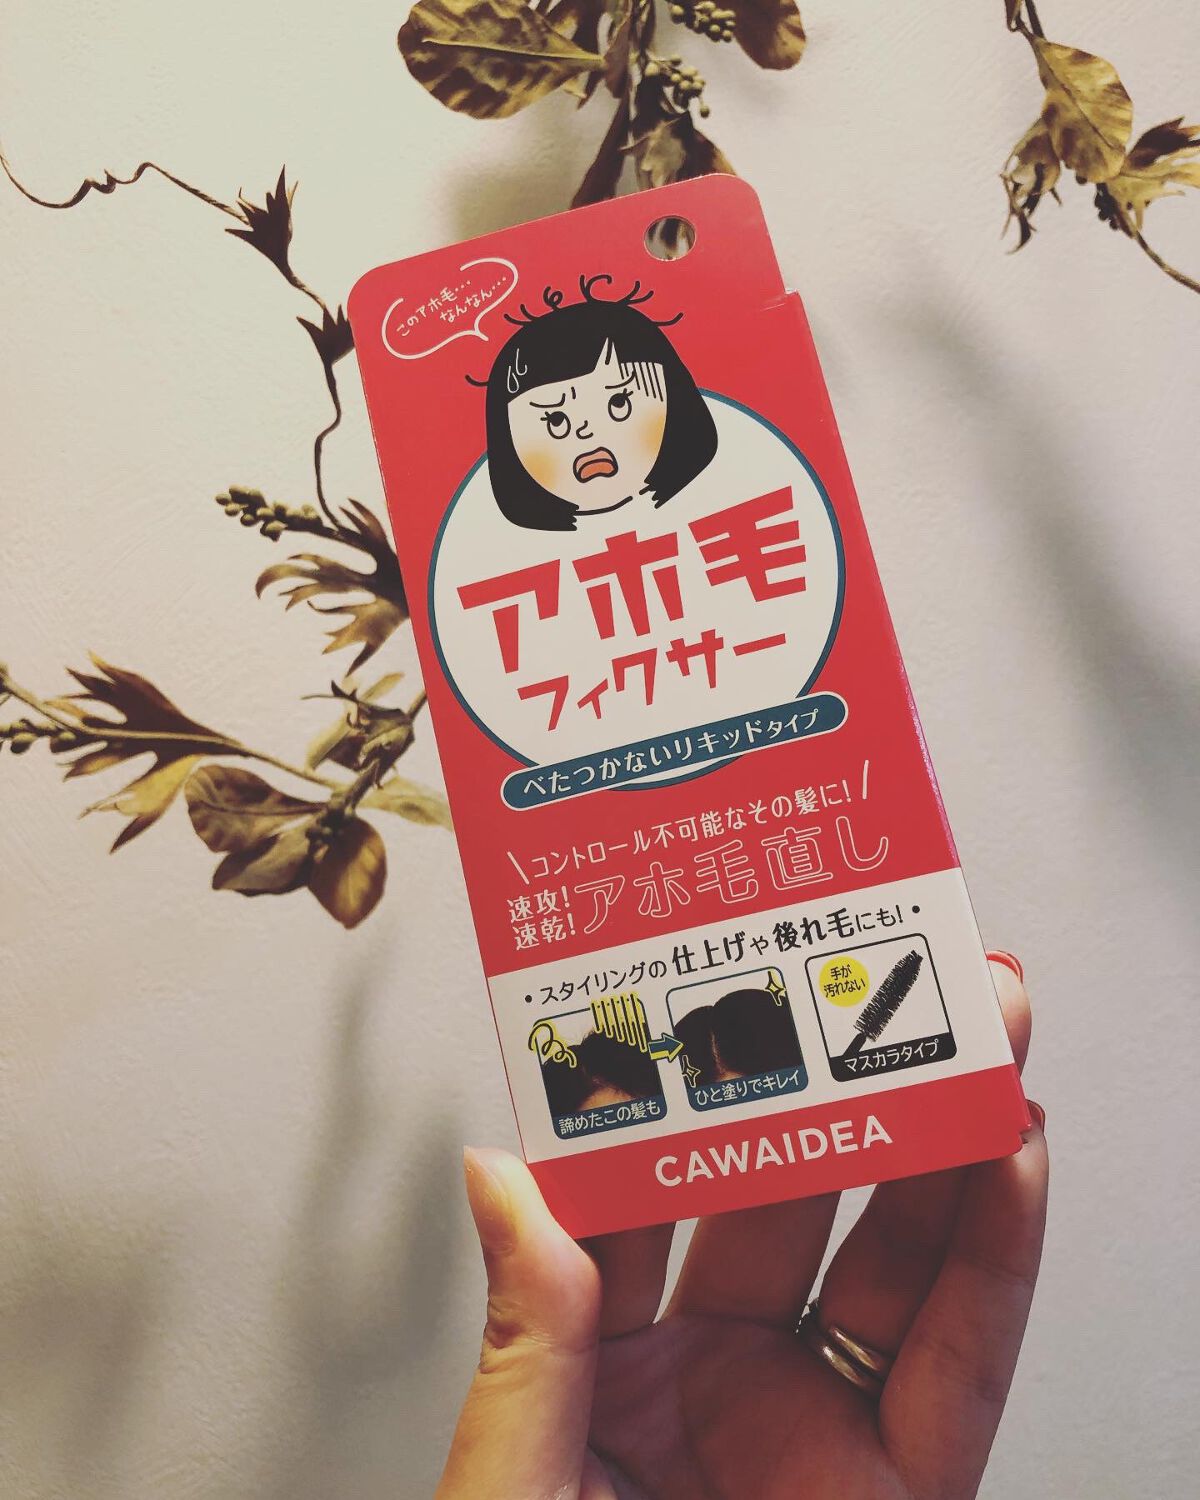 このアホ毛…
なんなん…
アホ毛
フィクサー
べたつかないリキッドタイプ
\コントロール不可能なその髪に!/
速攻!
速乾!
アホ毛直し
•スタイリングの仕上げや後れ毛にも!•
諦めたこの髪も
ひと塗りでキレイ
手が
汚れない
マスカラタイプ
CAWAIDEA